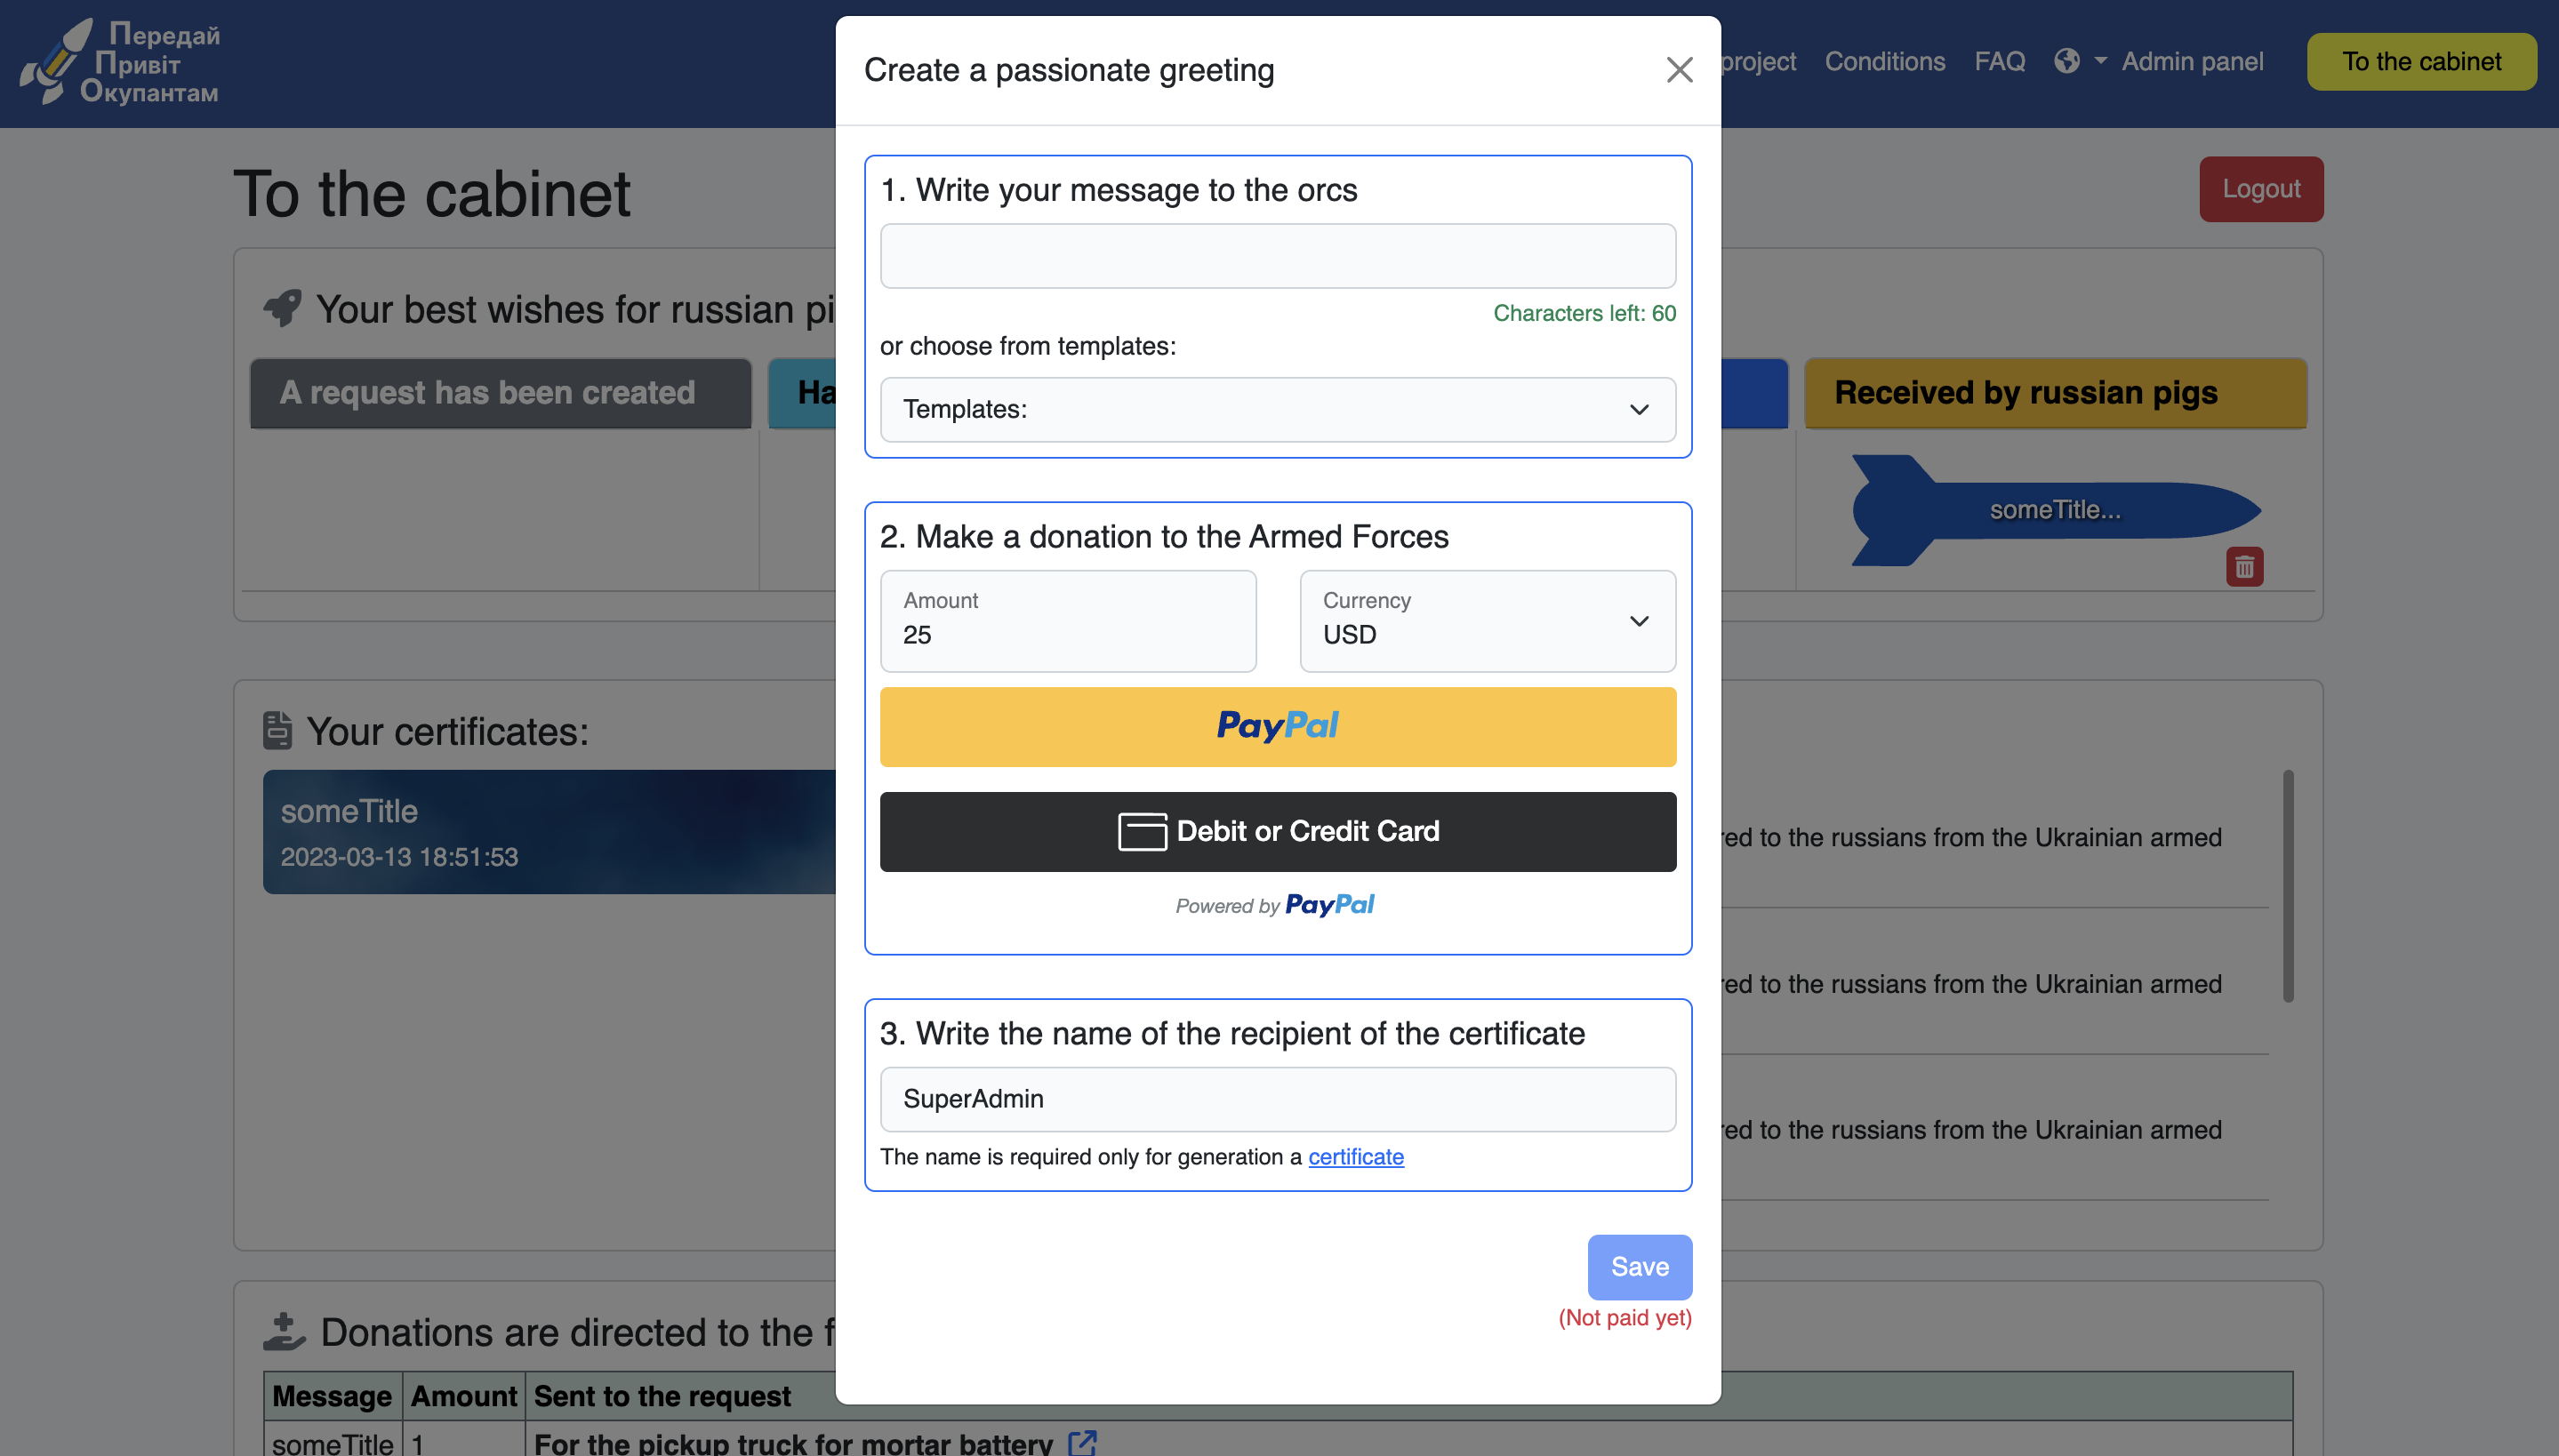 Передай
Привіт
Окупантам
project
Conditions
FAQ
Admin panel
To the cabinet
To the cabinet
Logout
Your best wishes for russian pi
A request has been created
Ha
Received by russian pigs
someTitle...
Your certificates:
someTitle
2023-03-13 18:51:53
red to the russians from the Ukrainian armed
red to the russians from the Ukrainian armed
red to the russians from the Ukrainian armed
Donations are directed to the f
Message Amount Sent to the request
someTitle 1 For the pickup truck for mortar battery
Create a passionate greeting
1. Write your message to the orcs
Characters left: 60
or choose from templates:
Templates:
2. Make a donation to the Armed Forces
Amount
25
Currency
USD
PayPal
Debit or Credit Card
Powered by PayPal
3. Write the name of the recipient of the certificate
SuperAdmin
The name is required only for generation a certificate
Save
(Not paid yet)